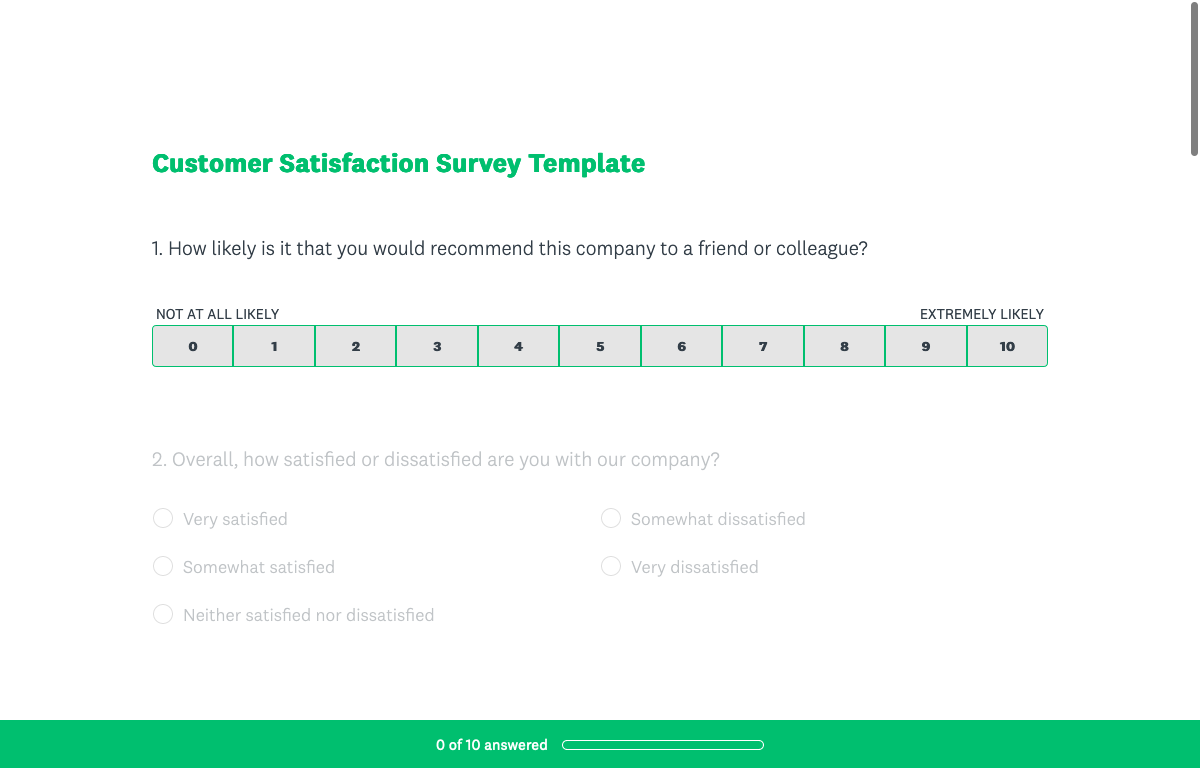 Customer Satisfaction Survey Template
1. How likely is it that you would recommend this company to a friend or colleague?
NOT AT ALL LIKELY EXTREMELY LIKELY
0 1 2 3 4 5 6 7 8 9 10
2. Overall, how satisfied or dissatisfied are you with our company?
Very satisfied Somewhat dissatisfied
Somewhat satisfied Very dissatisfied
Neither satisfied nor dissatisfied
0 of 10 answered